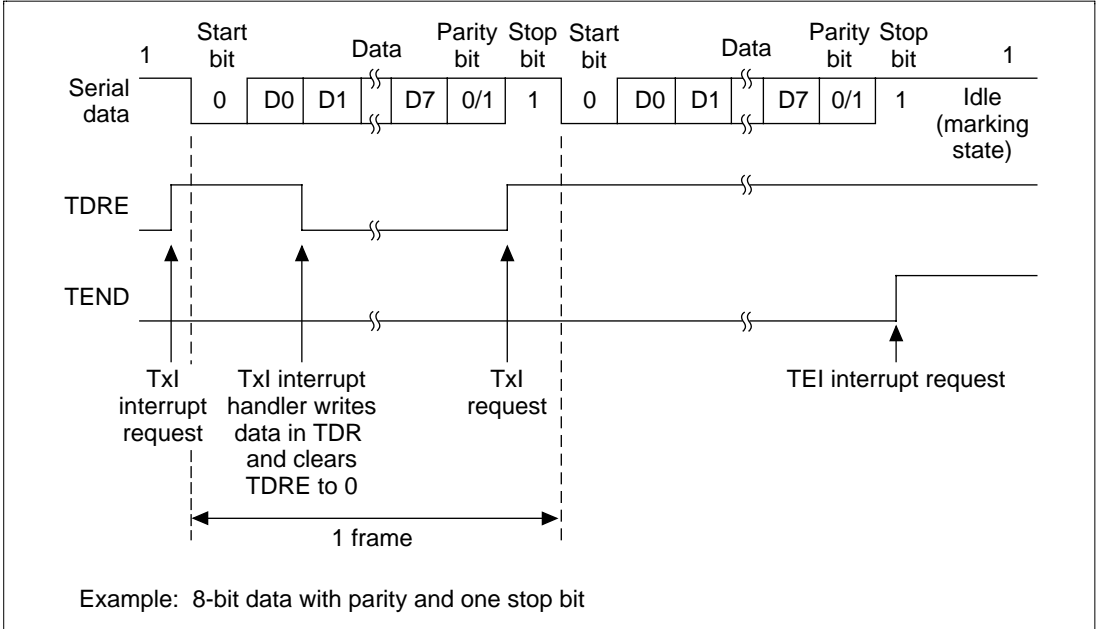 1 Start bit Data Parity bit Stop bit Start bit Data Parity bit Stop bit 1
Serial data 0 D0 D1 D7 0/1 1 0 D0 D1 D7 0/1 1 Idle (marking state)
TDRE
TEND
TxI interrupt request
TxI interrupt handler writes data in TDR and clears TDRE to 0
TxI request
TEI interrupt request
1 frame
Example: 8-bit data with parity and one stop bit